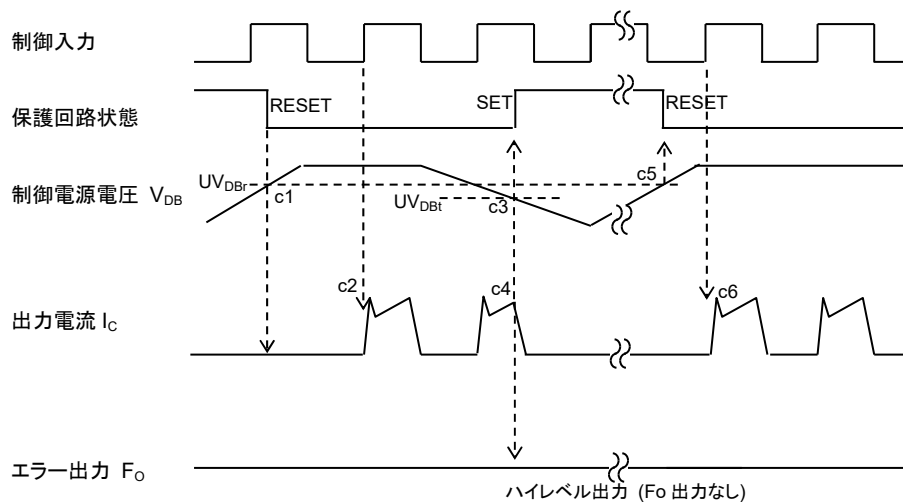 制御入力
保護回路状態
RESET
SET
RESET
制御電源電圧 V_DB
UV_DBr
c1
UV_DBt
c3
c5
出力電流 I_C
c2
c4
c6
エラー出力 F_O
ハイレベル出力 (Fo 出力なし)